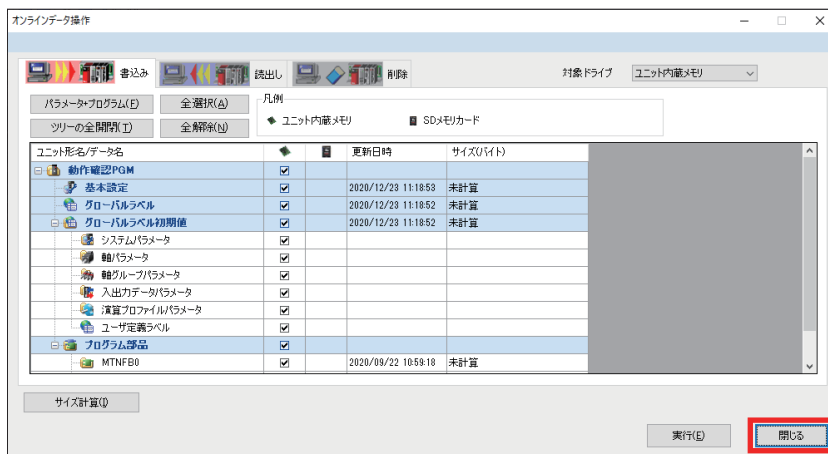 オンラインデータ操作
書込み 読出し 削除 対象ドライブ ユニット内蔵メモリ
パラメータ+プログラム(F) 全選択(A) 凡例
ツリーの全開閉(T) 全解除(N) ユニット内蔵メモリ SDメモリカード
ユニット形名/データ名 更新日時 サイズ(バイト)
動作確認PGM
基本設定 2020/12/23 11:18:53 未計算
グローバルラベル 2020/12/23 11:18:52 未計算
グローバルラベル初期値 2020/12/23 11:18:52 未計算
システムパラメータ
軸パラメータ
軸グループパラメータ
入出力データパラメータ
演算プロファイルパラメータ
ユーザ定義ラベル
プログラム部品
MTNFB0 2020/09/22 10:59:18 未計算
サイズ計算(I)
実行(E) 閉じる